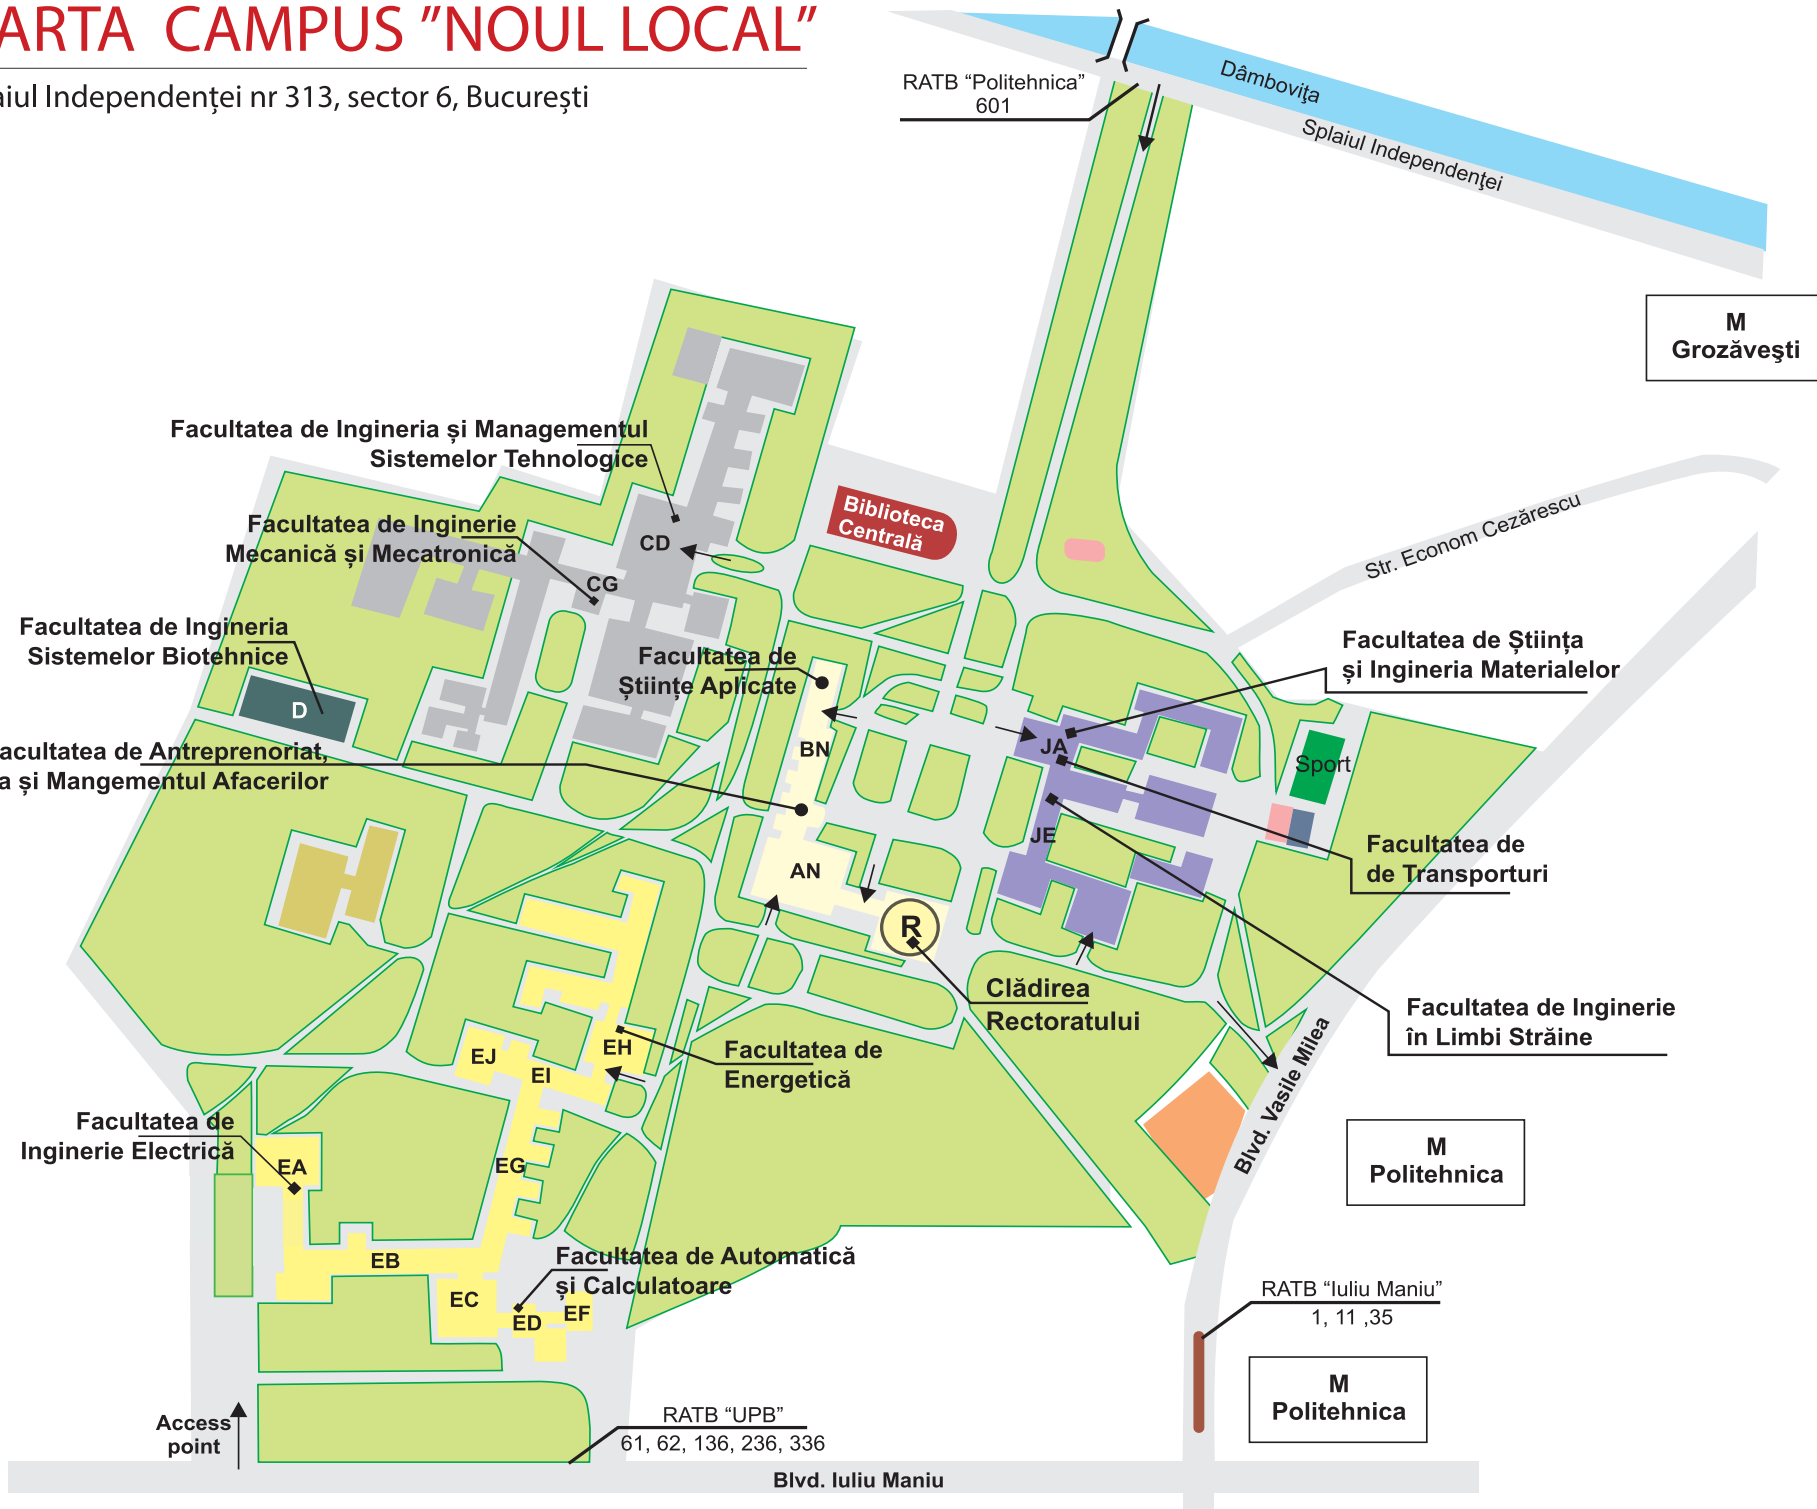 ARTA CAMPUS ”NOUL LOCAL”
aiul Independenței nr 313, sector 6, București
RATB “Politehnica”
601
Dâmboviţa
Splaiul Independenţei
M
Grozăveşti
Facultatea de Ingineria și Managementul
Sistemelor Tehnologice
Biblioteca
Centrală
Str. Econom Cezărescu
Facultatea de Inginerie
Mecanică și Mecatronică
CD
CG
Facultatea de Ingineria
Sistemelor Biotehnice
Facultatea de
Științe Aplicate
Facultatea de Știința
și Ingineria Materialelor
D
BN
JA
Sport
acultatea de Antreprenoriat,
a și Mangementul Afacerilor
JE
Facultatea de
de Transporturi
AN
R
Clădirea
Rectoratului
Facultatea de Inginerie
în Limbi Străine
EJ
EI
EH
Facultatea de
Energetică
Blvd. Vasile Milea
Facultatea de
Inginerie Electrică
EA
EG
M
Politehnica
EB
Facultatea de Automatică
și Calculatoare
EC
ED
EF
RATB “Iuliu Maniu”
1, 11 ,35
M
Politehnica
Access
point
RATB “UPB”
61, 62, 136, 236, 336
Blvd. Iuliu Maniu